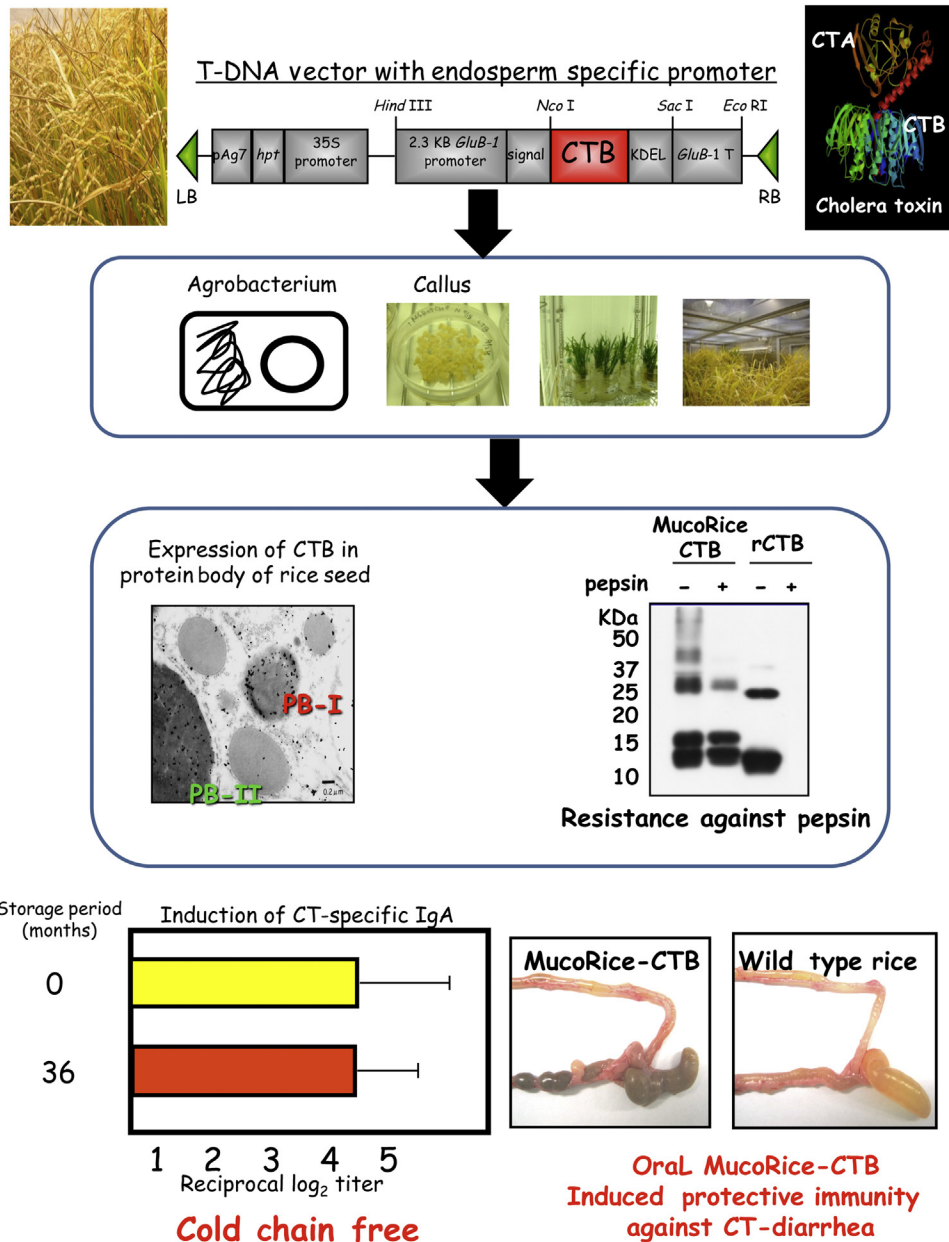 T-DNA vector with endosperm specific promoter
CTA
CTB
Cholera toxin
Hind III
Nco I
Sac I
Eco RI
pAg7
hpt
35S
promoter
2.3 KB GluB-1
promoter
signal
CTB
KDEL
GluB-1 T
LB
RB
Agrobacterium
Callus
Expression of CTB in
protein body of rice seed
PB-I
PB-II
0.2μm
MucoRice
CTB
rCTB
pepsin
- + - +
KDa
50
37
25
20
15
10
Resistance against pepsin
Storage period
(months)
Induction of CT-specific IgA
0
36
1 2 3 4 5
Reciprocal log2 titer
Cold chain free
MucoRice-CTB
Wild type rice
OraL MucoRice-CTB
Induced protective immunity
against CT-diarrhea